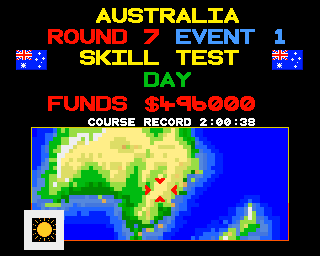 AUSTRALIA
ROUND 7 EVENT 1
SKILL TEST
DAY
FUNDS $496000
COURSE RECORD 2:00:38